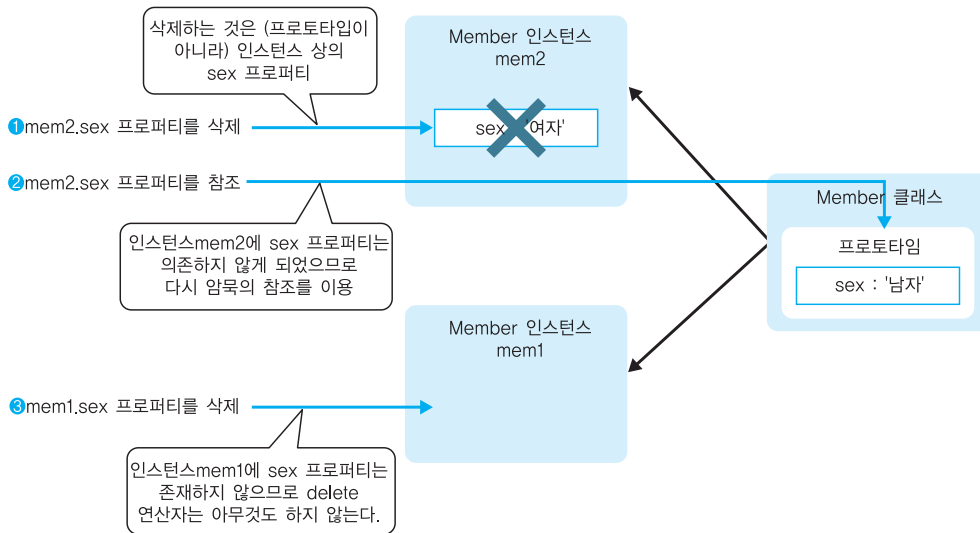 삭제하는 것은 (프로토타입이
아니라) 인스턴스 상의
sex 프로퍼티
Member 인스턴스
mem2
❶mem2.sex 프로퍼티를 삭제
sex : '여자'
❷mem2.sex 프로퍼티를 참조
Member 클래스
인스턴스mem2에 sex 프로퍼티는
의존하지 않게 되었으므로
다시 암묵의 참조를 이용
프로토타임
sex : '남자'
Member 인스턴스
mem1
❸mem1.sex 프로퍼티를 삭제
인스턴스mem1에 sex 프로퍼티는
존재하지 않으므로 delete
연산자는 아무것도 하지 않는다.